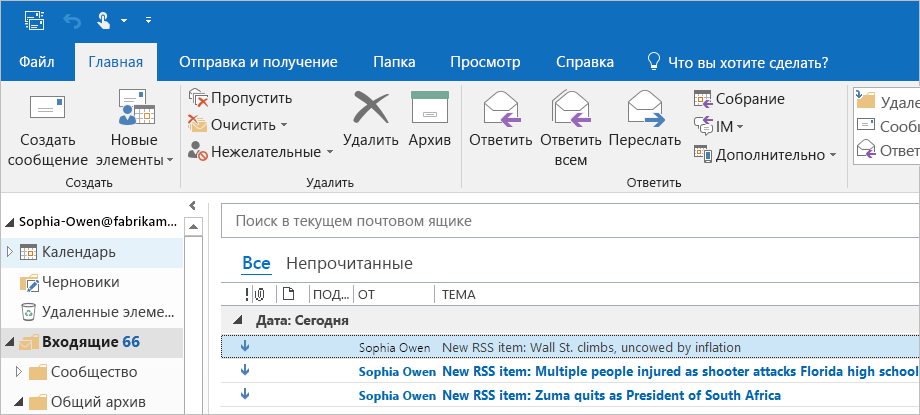 Файл Главная Отправка и получение Папка Просмотр Справка Что вы хотите сделать?
Создать сообщение
Новые элементы
Создать
Пропустить
Очистить
Нежелательные
Удалить
Архив
Удалить
Ответить
Ответить всем
Переслать
Собрание
IM
Дополнительно
Ответить
Удале
Сооб
Ответ
Sophia-Owen@fabrikam...
Календарь
Черновики
Удаленные элеме...
Входящие 66
Сообщество
Общий архив
Поиск в текущем почтовом ящике
Все Непрочитанные
! ПОД... ОТ ТЕМА
Дата: Сегодня
Sophia Owen New RSS item: Wall St. climbs, uncowed by inflation
Sophia Owen New RSS item: Multiple people injured as shooter attacks Florida high school
Sophia Owen New RSS item: Zuma quits as President of South Africa